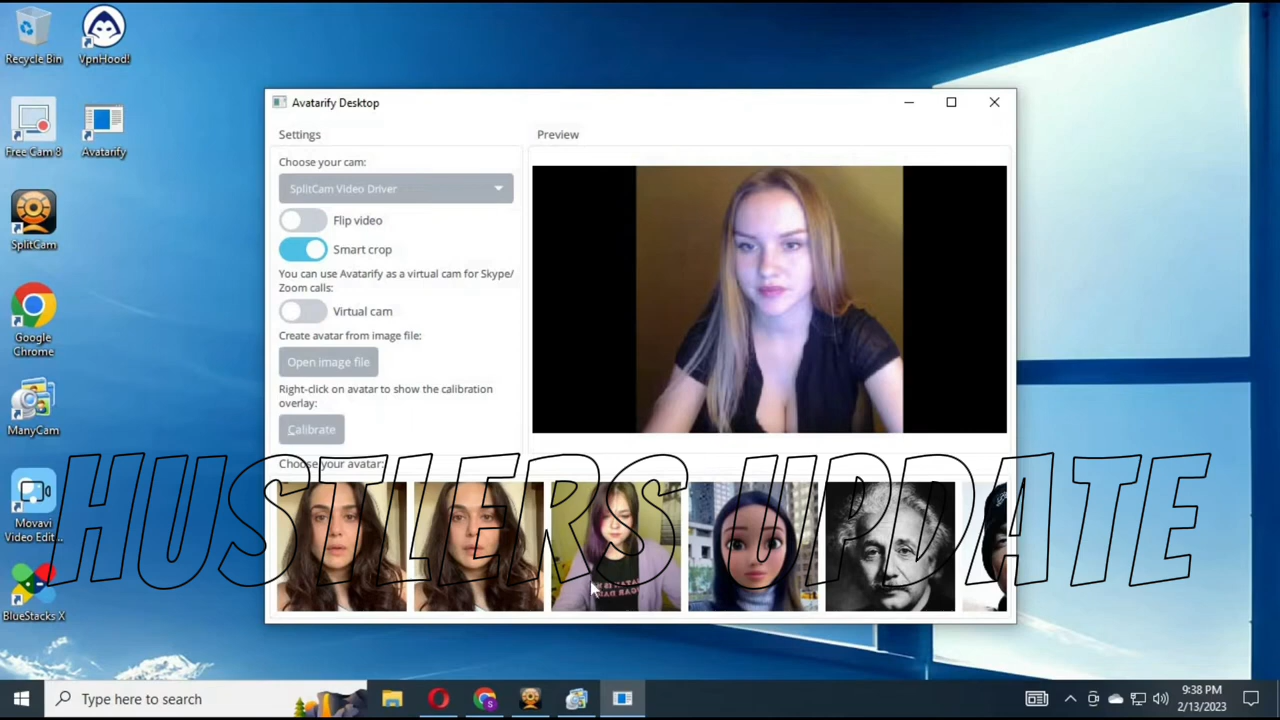 Recycle Bin
VpnHood!
Free Cam 8
Avatarify
SplitCam
Google
Chrome
ManyCam
Movavi
Video Edit...
BlueStacks X
Avatarify Desktop
Settings
Choose your cam:
SplitCam Video Driver
Flip video
Smart crop
You can use Avatarify as a virtual cam for Skype/
Zoom calls:
Virtual cam
Create avatar from image file:
Open image file
Right-click on avatar to show the calibration
overlay:
Calibrate
Choose your avatar:
Preview
HUSTLERS UPDATE
Type here to search
9:38 PM
2/13/2023